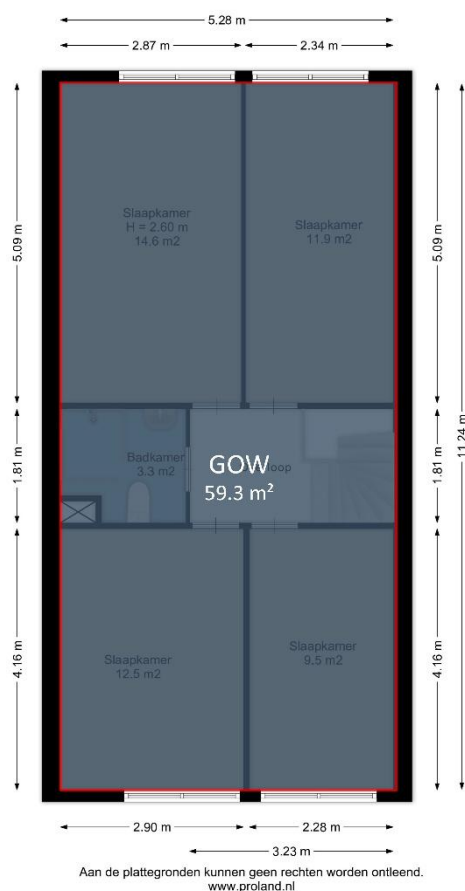 5.28 m
2.87 m
2.34 m
Slaapkamer
H = 2.60 m
14.6 m2
Slaapkamer
11.9 m2
5.09 m
5.09 m
11.24 m
Badkamer
3.3 m2
GOW
59.3 m²
1.81 m
1.81 m
Slaapkamer
12.5 m2
Slaapkamer
9.5 m2
4.16 m
4.16 m
2.90 m
2.28 m
3.23 m
Aan de plattegronden kunnen geen rechten worden ontleend.
www.proland.nl